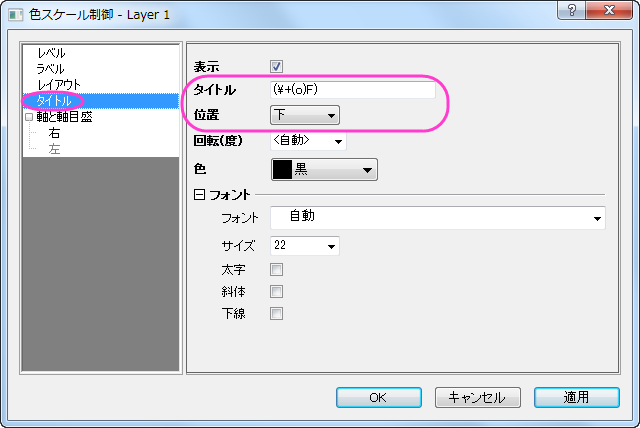 色スケール制御 - Layer 1
レベル
ラベル
レイアウト
タイトル
軸と軸目盛
右
左
表示
タイトル (¥+(o)F)
位置 下
回転(度) <自動>
色 黒
フォント
フォント 自動
サイズ 22
太字
斜体
下線
OK キャンセル 適用